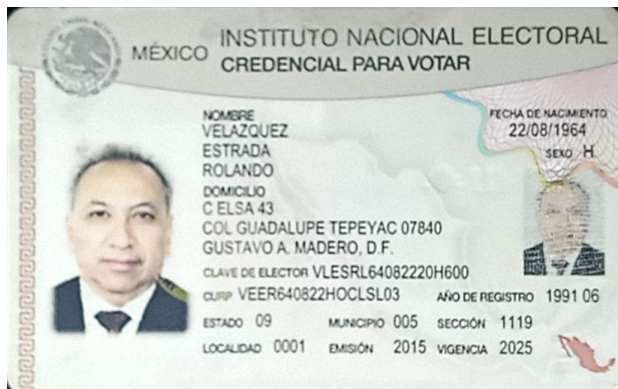 MÉXICO
INSTITUTO NACIONAL ELECTORAL
CREDENCIAL PARA VOTAR
NOMBRE
VELAZQUEZ
ESTRADA
ROLANDO
FECHA DE NACIMIENTO
22/08/1964
SEXO H
DOMICILIO
C ELSA 43
COL GUADALUPE TEPEYAC 07840
GUSTAVO A. MADERO, D.F.
CLAVE DE ELECTOR VLESRL64082220H600
CURP VEER640822HOCLSL03 AÑO DE REGISTRO 1991 06
ESTADO 09 MUNICIPIO 005 SECCIÓN 1119
LOCALIDAD 0001 EMISIÓN 2015 VIGENCIA 2025